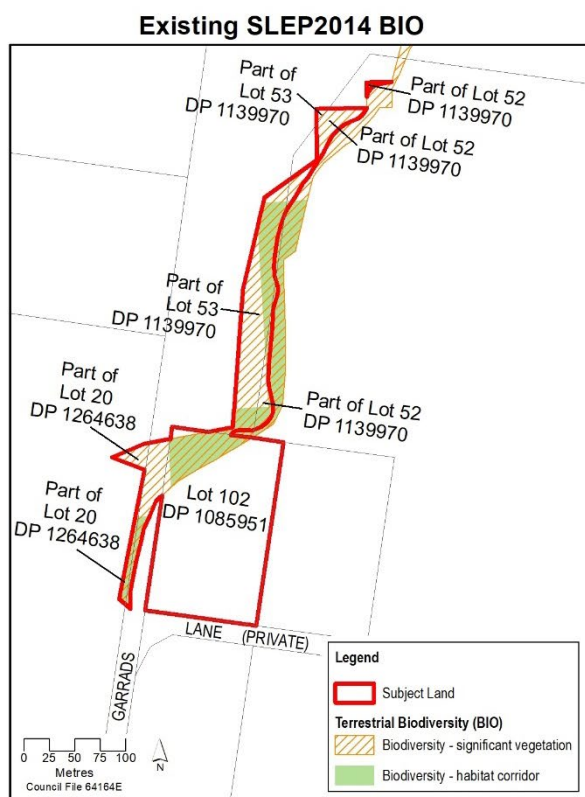 Existing SLEP2014 BIO
Part of
Lot 53
DP 1139970
Part of Lot 52
DP 1139970
Part of Lot 52
DP 1139970
Part of
Lot 53
DP 1139970
Part of
Lot 20
DP 1264638
Part of Lot 52
DP 1139970
Part of
Lot 20
DP 1264638
Lot 102
DP 1085951
LANE (PRIVATE)
GARRADS
0 25 50 75 100
Metres
Council File 64164E
N
Legend
Subject Land
Terrestrial Biodiversity (BIO)
Biodiversity - significant vegetation
Biodiversity - habitat corridor